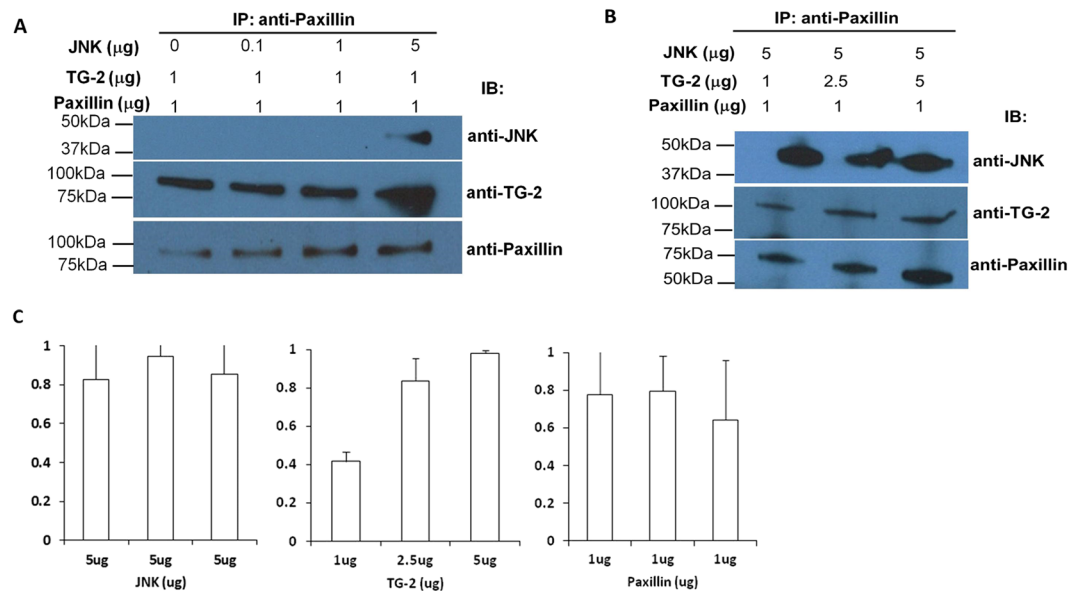 A
IP: anti-Paxillin
JNK (µg) 0 0.1 1 5
TG-2 (µg) 1 1 1 1
IB:
Paxillin (µg) 1 1 1 1
50kDa
anti-JNK
37kDa
100kDa
anti-TG-2
75kDa
100kDa
anti-Paxillin
75kDa
B
IP: anti-Paxillin
JNK (µg) 5 5 5
TG-2 (µg) 1 2.5 5
Paxillin (µg) 1 1 1
IB:
50kDa
anti-JNK
37kDa
100kDa
anti-TG-2
75kDa
75kDa
anti-Paxillin
50kDa
C
1
0.8
0.6
0.4
0.2
0
5ug 5ug 5ug
JNK (ug)
1
0.8
0.6
0.4
0.2
0
1ug 2.5ug 5ug
TG-2 (ug)
1
0.8
0.6
0.4
0.2
0
1ug 1ug 1ug
Paxillin (ug)